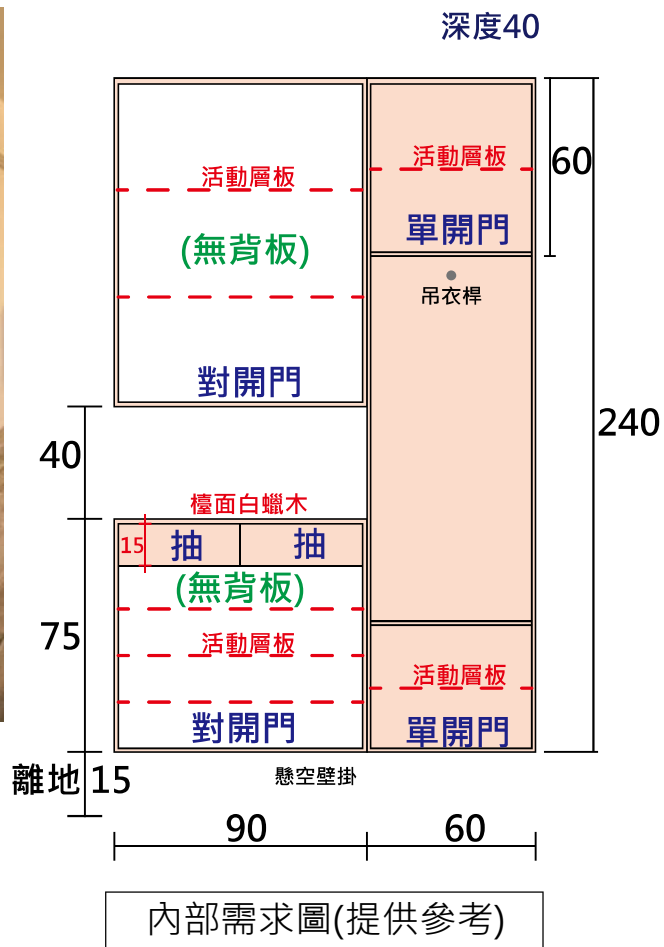 深度40
活動層板
活動層板
60
(無背板)
單開門
吊衣桿
對開門
240
40
檯面白蠟木
15
抽
抽
(無背板)
75
活動層板
活動層板
對開門
單開門
離地 15
懸空壁掛
90
60
內部需求圖(提供參考)